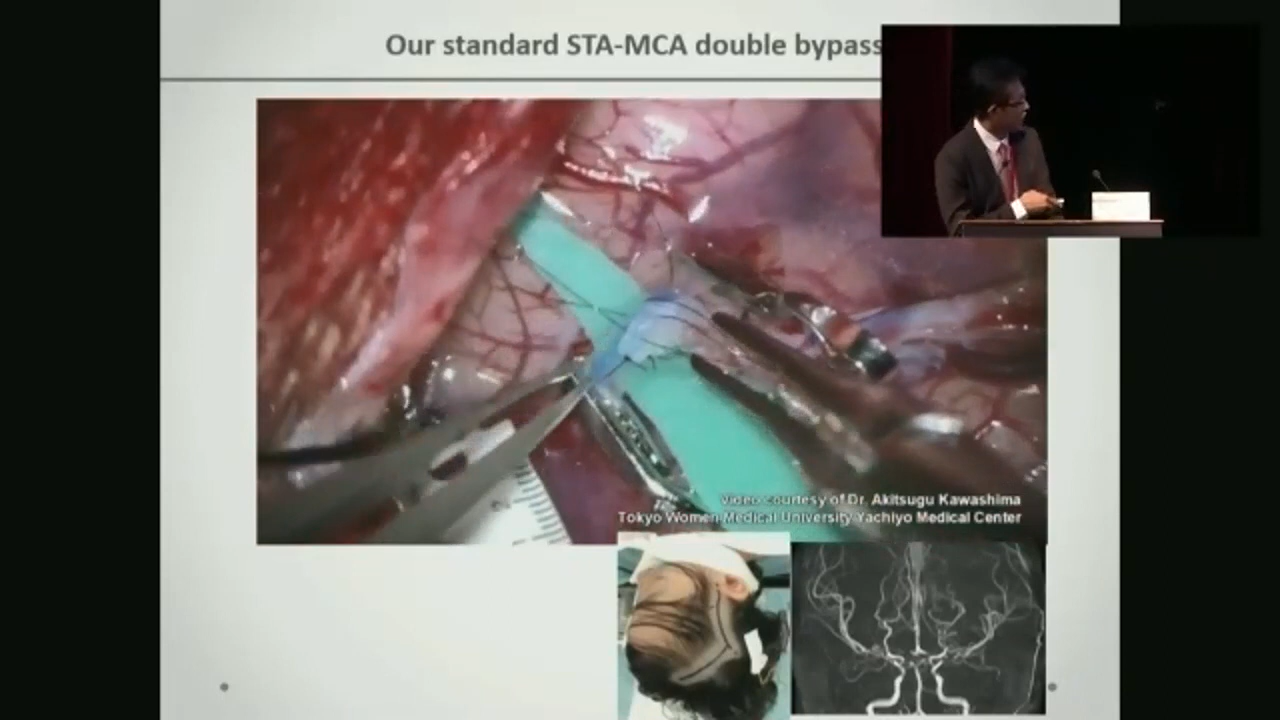 Our standard STA-MCA double bypass
Video courtesy of Dr. Akitsugu Kawashima
Tokyo Women Medical University Yachiyo Medical Center